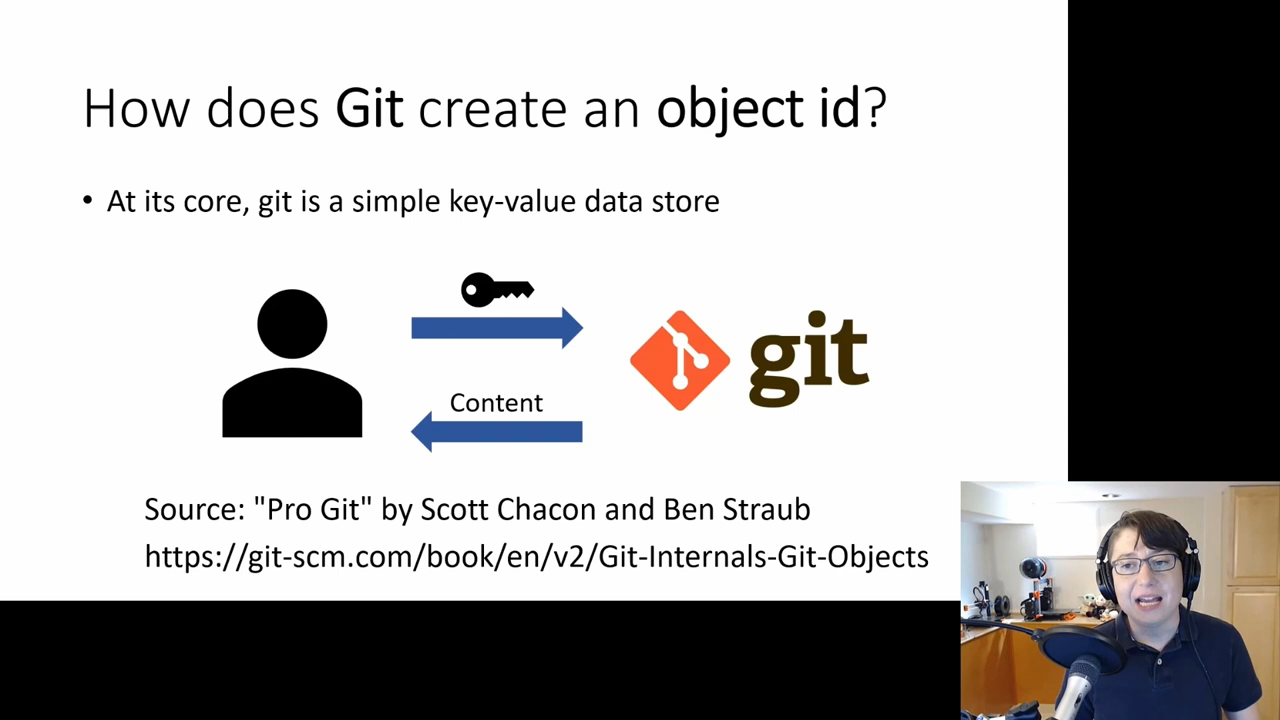 How does Git create an object id?
• At its core, git is a simple key-value data store
Content
git
Source: "Pro Git" by Scott Chacon and Ben Straub
https://git-scm.com/book/en/v2/Git-Internals-Git-Objects